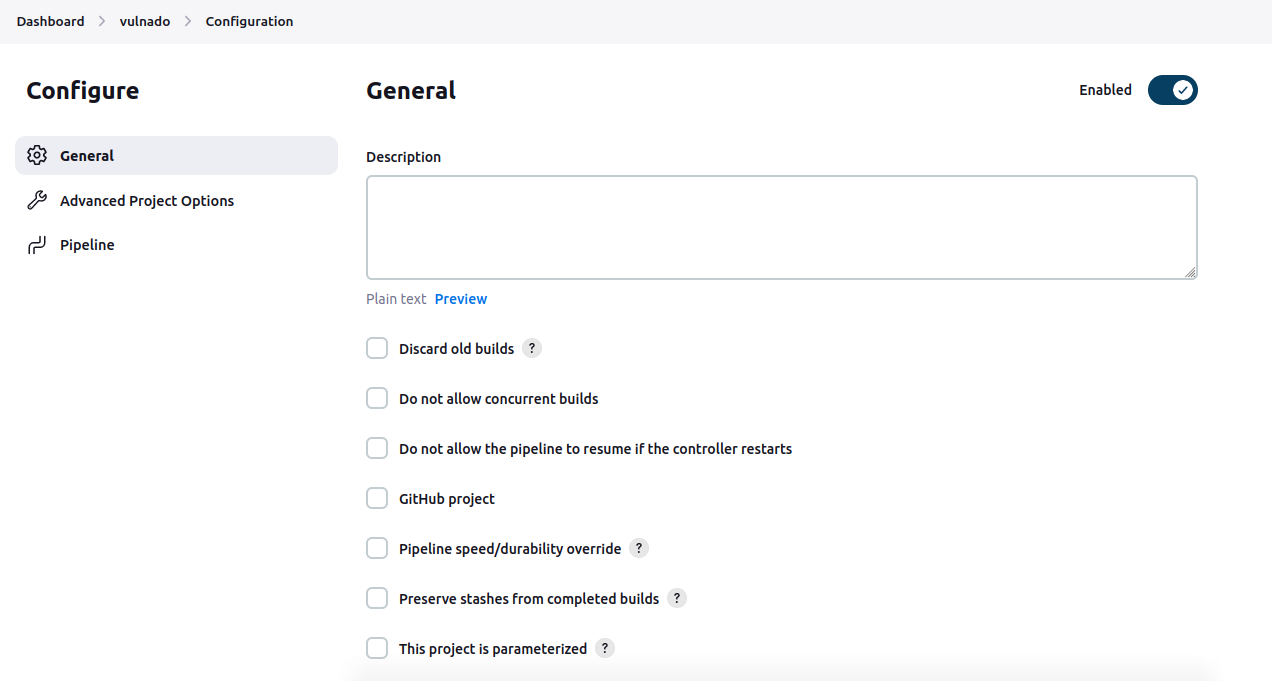 Dashboard > vulnado > Configuration
Configure
General
Advanced Project Options
Pipeline
General
Enabled
Description
Plain text Preview
Discard old builds ?
Do not allow concurrent builds
Do not allow the pipeline to resume if the controller restarts
GitHub project
Pipeline speed/durability override ?
Preserve stashes from completed builds ?
This project is parameterized ?